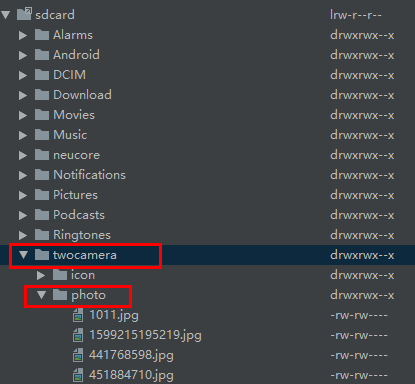 sdcard lrw-r--r--
Alarms drwxrwx--x
Android drwxrwx--x
DCIM drwxrwx--x
Download drwxrwx--x
Movies drwxrwx--x
Music drwxrwx--x
neucore drwxrwx--x
Notifications drwxrwx--x
Pictures drwxrwx--x
Podcasts drwxrwx--x
Ringtones drwxrwx--x
twocamera drwxrwx--x
icon drwxrwx--x
photo drwxrwx--x
1011.jpg -rw-rw----
1599215195219.jpg -rw-rw----
441768598.jpg -rw-rw----
451884710.jpg -rw-rw----